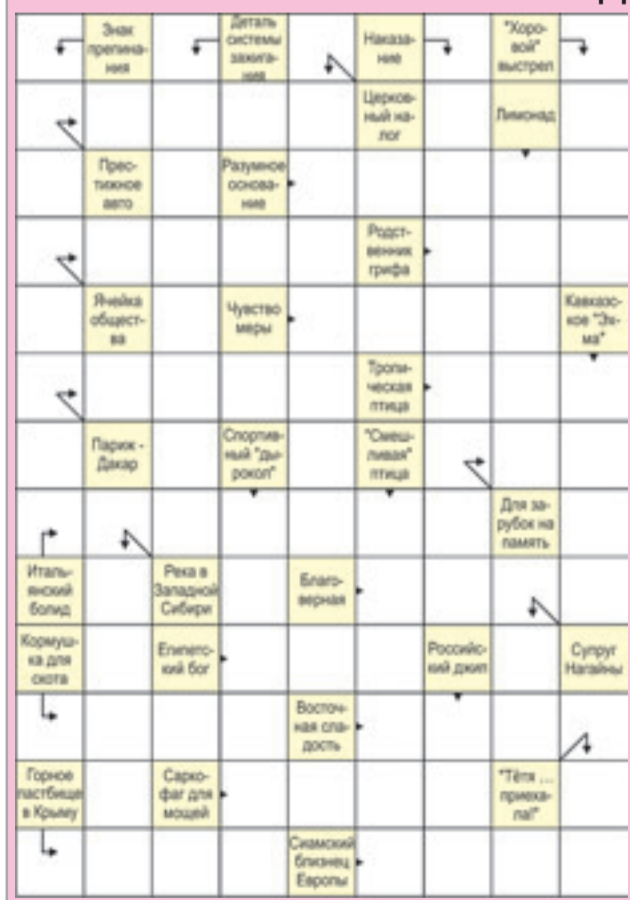 Знак
препина-
ния
Деталь
системы
зажига-
ния
Наказа-
ние
"Хоро-
вой"
выстрел
Церков-
ный на-
лог
Лимонад
Прес-
тижное
авто
Разумное
основа-
ние
Родст-
венник
грифа
Ячейка
общест-
ва
Чувство
меры
Кавказс-
кое "Эх-
ма"
Тропи-
ческая
птица
Париж -
Дакар
Спортив-
ный "ды-
рокол"
"Смеш-
ливая"
птица
Для за-
рубок на
память
Италь-
янский
болид
Река в
Западной
Сибири
Благо-
верная
Кормуш-
ка для
скота
Египетс-
кий бог
Российс-
кий джип
Супруг
Нагайны
Восточ-
ная сла-
дость
Горное
пастбище
в Крыму
Сарко-
фаг для
мощей
"Тётя ...
приеха-
ла!"
Сиамский
близнец
Европы